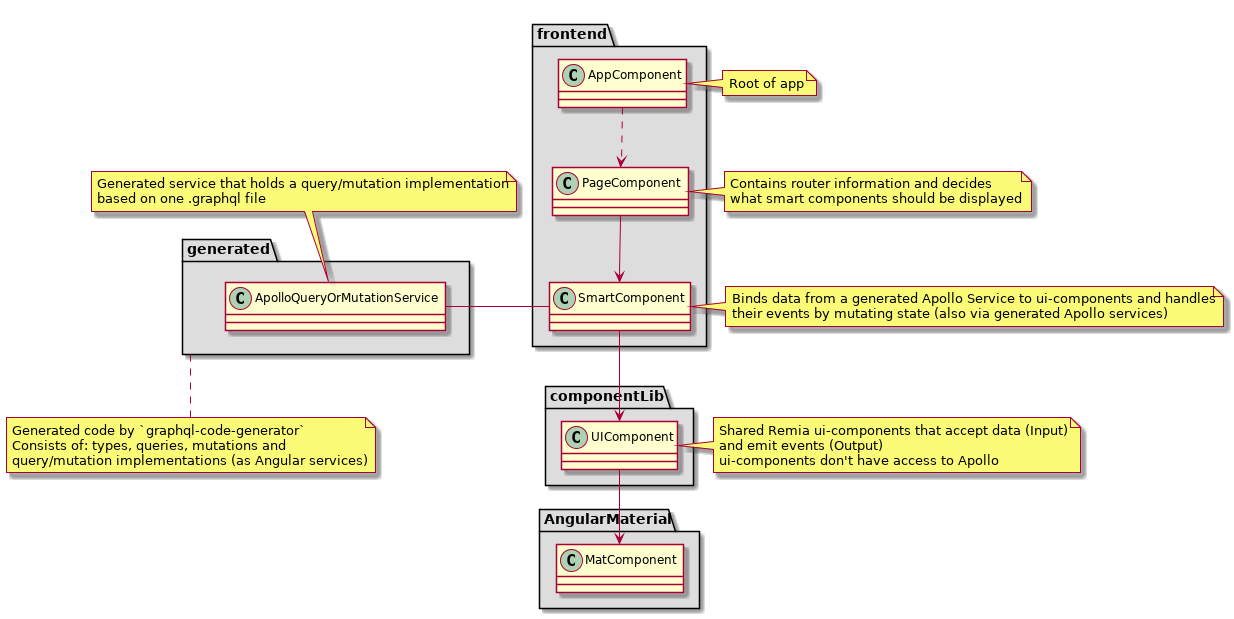 frontend
C AppComponent
Root of app
Generated service that holds a query/mutation implementation
based on one .graphql file
C PageComponent
Contains router information and decides
what smart components should be displayed
generated
C ApolloQueryOrMutationService
C SmartComponent
Binds data from a generated Apollo Service to ui-components and handles
their events by mutating state (also via generated Apollo services)
componentLib
Generated code by `graphql-code-generator`
Consists of: types, queries, mutations and
query/mutation implementations (as Angular services)
C UIComponent
Shared Remia ui-components that accept data (Input)
and emit events (Output)
ui-components don't have access to Apollo
AngularMaterial
C MatComponent